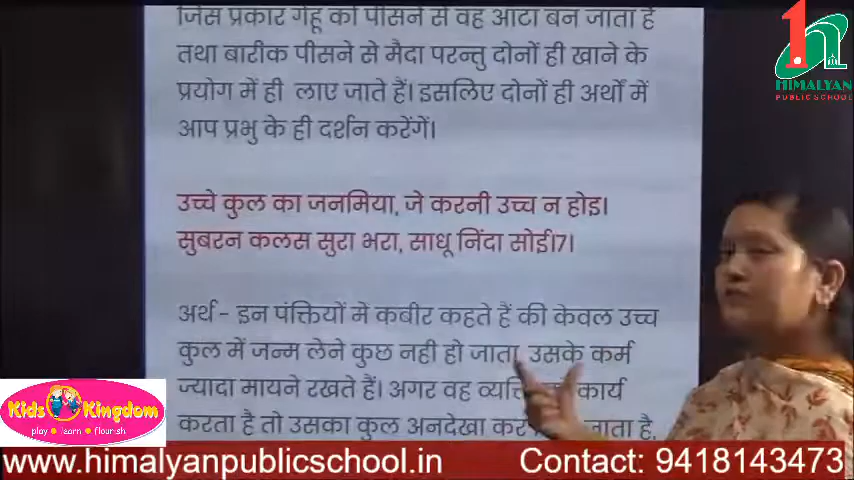 जिस प्रकार गेहूं को पीसने से वह आटा बन जाता है
तथा बारीक पीसने से मैदा परन्तु दोनों ही खाने के
प्रयोग में ही लाए जाते हैं। इसलिए दोनों ही अर्थों में
आप प्रभु के ही दर्शन करेंगें।
उच्चे कुल का जनमिया, जे करनी उच्च न होइ।
सुबरन कलस सुरा भरा, साधू निंदा सोई।7।
अर्थ - इन पंक्तियों में कबीर कहते हैं की केवल उच्च
कुल में जन्म लेने कुछ नही हो जाता उसके कर्म
ज्यादा मायने रखते हैं। अगर वह कार्य
करता है तो उसका कुल अनदेखा जाता है,
1h
HIMALYAN
PUBLIC SCHOOL
Kids Kingdom
play learn flourish
www.himalyanpublicschool.in Contact: 9418143473